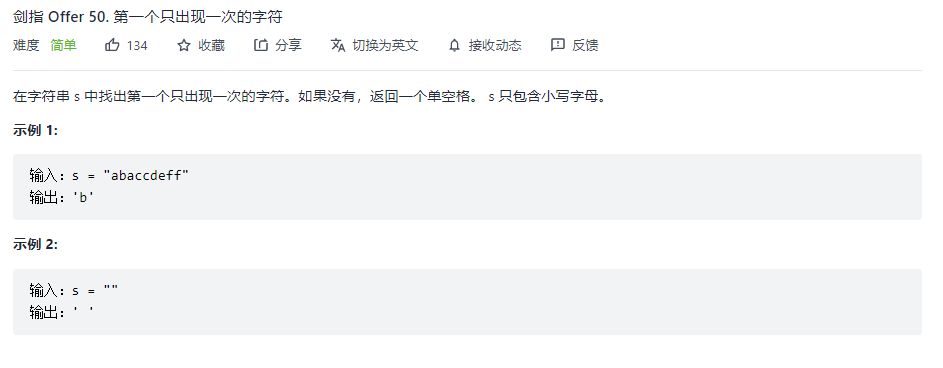 剑指 Offer 50. 第一个只出现一次的字符
难度 简单 134 收藏 分享 切换为英文 接收动态 反馈
在字符串 s 中找出第一个只出现一次的字符。如果没有，返回一个单空格。 s 只包含小写字母。
示例 1:
输入：s = "abaccdeff"
输出：'b'
示例 2:
输入：s = ""
输出：' '